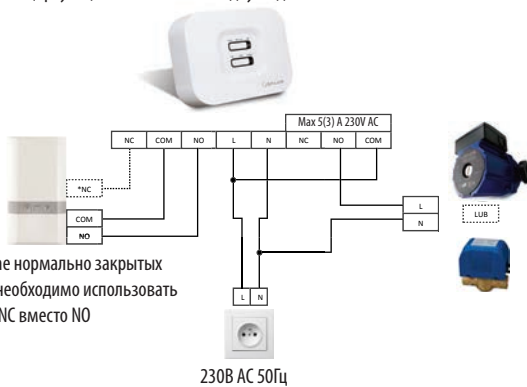 Max 5(3) A 230V AC
NC COM NO L N NC NO COM
*NC
COM
NO
L
N
LUB
нормально закрытых
необходимо использовать
NC вместо NO
L N
230В AC 50Гц